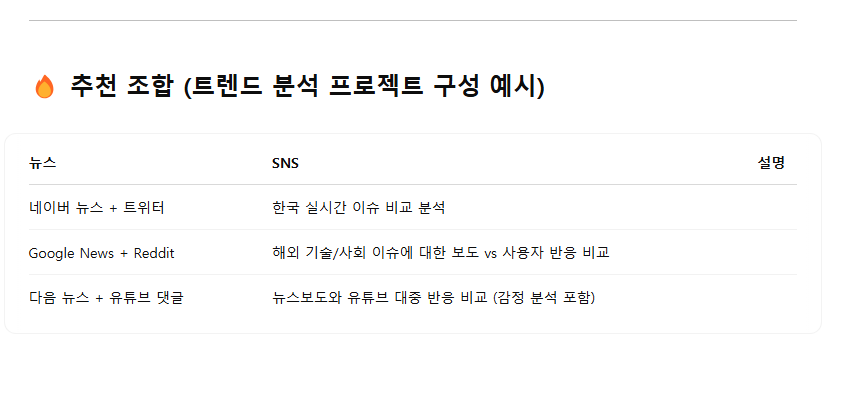 🔥 추천 조합 (트렌드 분석 프로젝트 구성 예시)
뉴스 SNS 설명
네이버 뉴스 + 트위터 한국 실시간 이슈 비교 분석
Google News + Reddit 해외 기술/사회 이슈에 대한 보도 vs 사용자 반응 비교
다음 뉴스 + 유튜브 댓글 뉴스보도와 유튜브 대중 반응 비교 (감정 분석 포함)